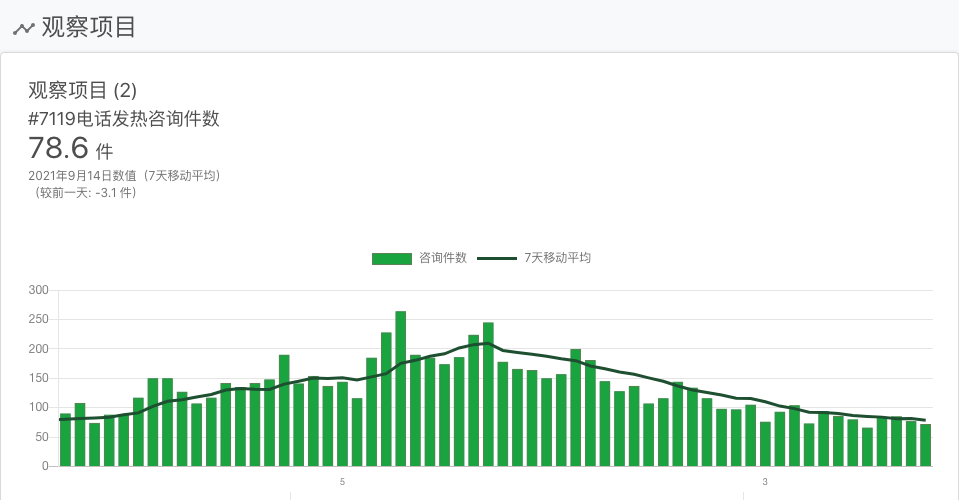 观察项目
观察项目 (2)
#7119电话发热咨询件数
78.6 件
2021年9月14日数值（7天移动平均）
（较前一天: -3.1 件）
咨询件数 7天移动平均
300
250
200
150
100
50
0
5 3